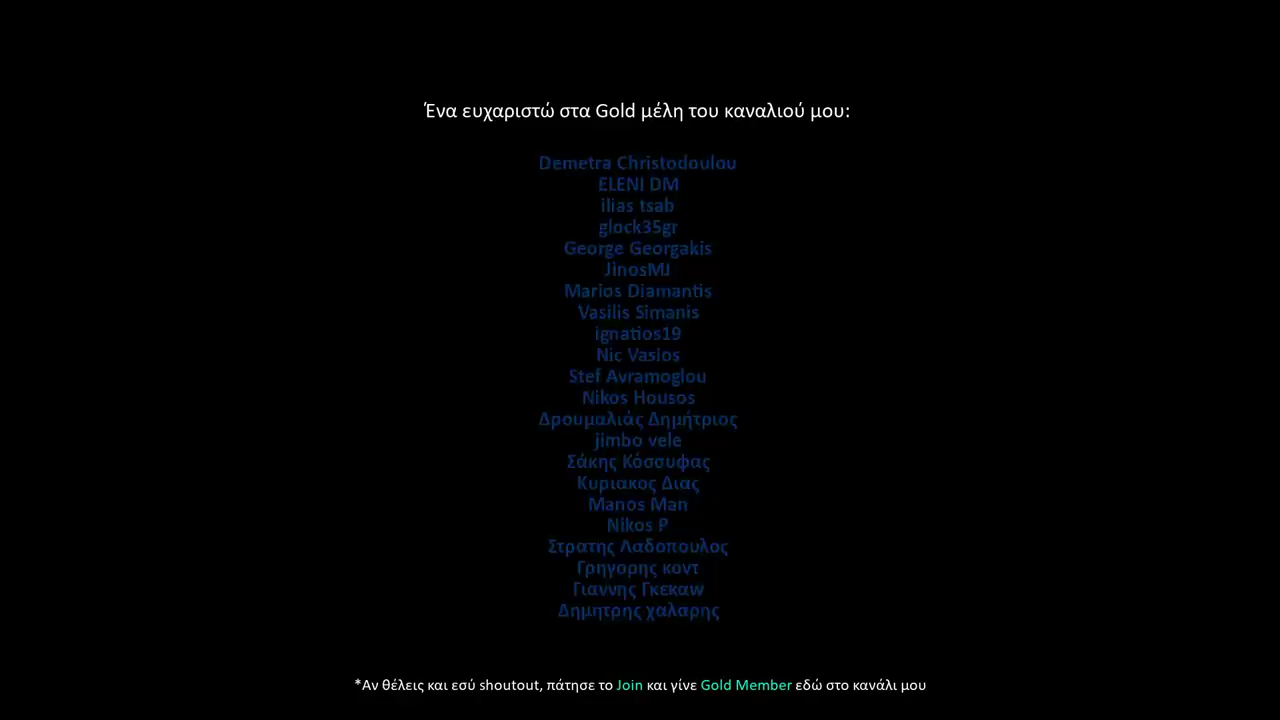 Ένα ευχαριστώ στα Gold μέλη του καναλιού μου:
Demetra Christodoulou
ELENI DM
ilias tsab
glock35gr
George Georgakis
JinosMJ
Marios Diamantis
Vasilis Simanis
ignatios19
Nic Vasios
Stef Avramoglou
Nikos Housos
Δρουμαλιάς Δημήτριος
jimbo vele
Σάκης Κόσσυφας
Κυριακος Διας
Manos Man
Nikos P
Στρατης Λαδοπουλος
Γρηγορης κοντ
Γιαννης Γκεκαw
Δημητρης χαλαρης
*Αν θέλεις και εσύ shoutout, πάτησε το Join και γίνε Gold Member εδώ στο κανάλι μου